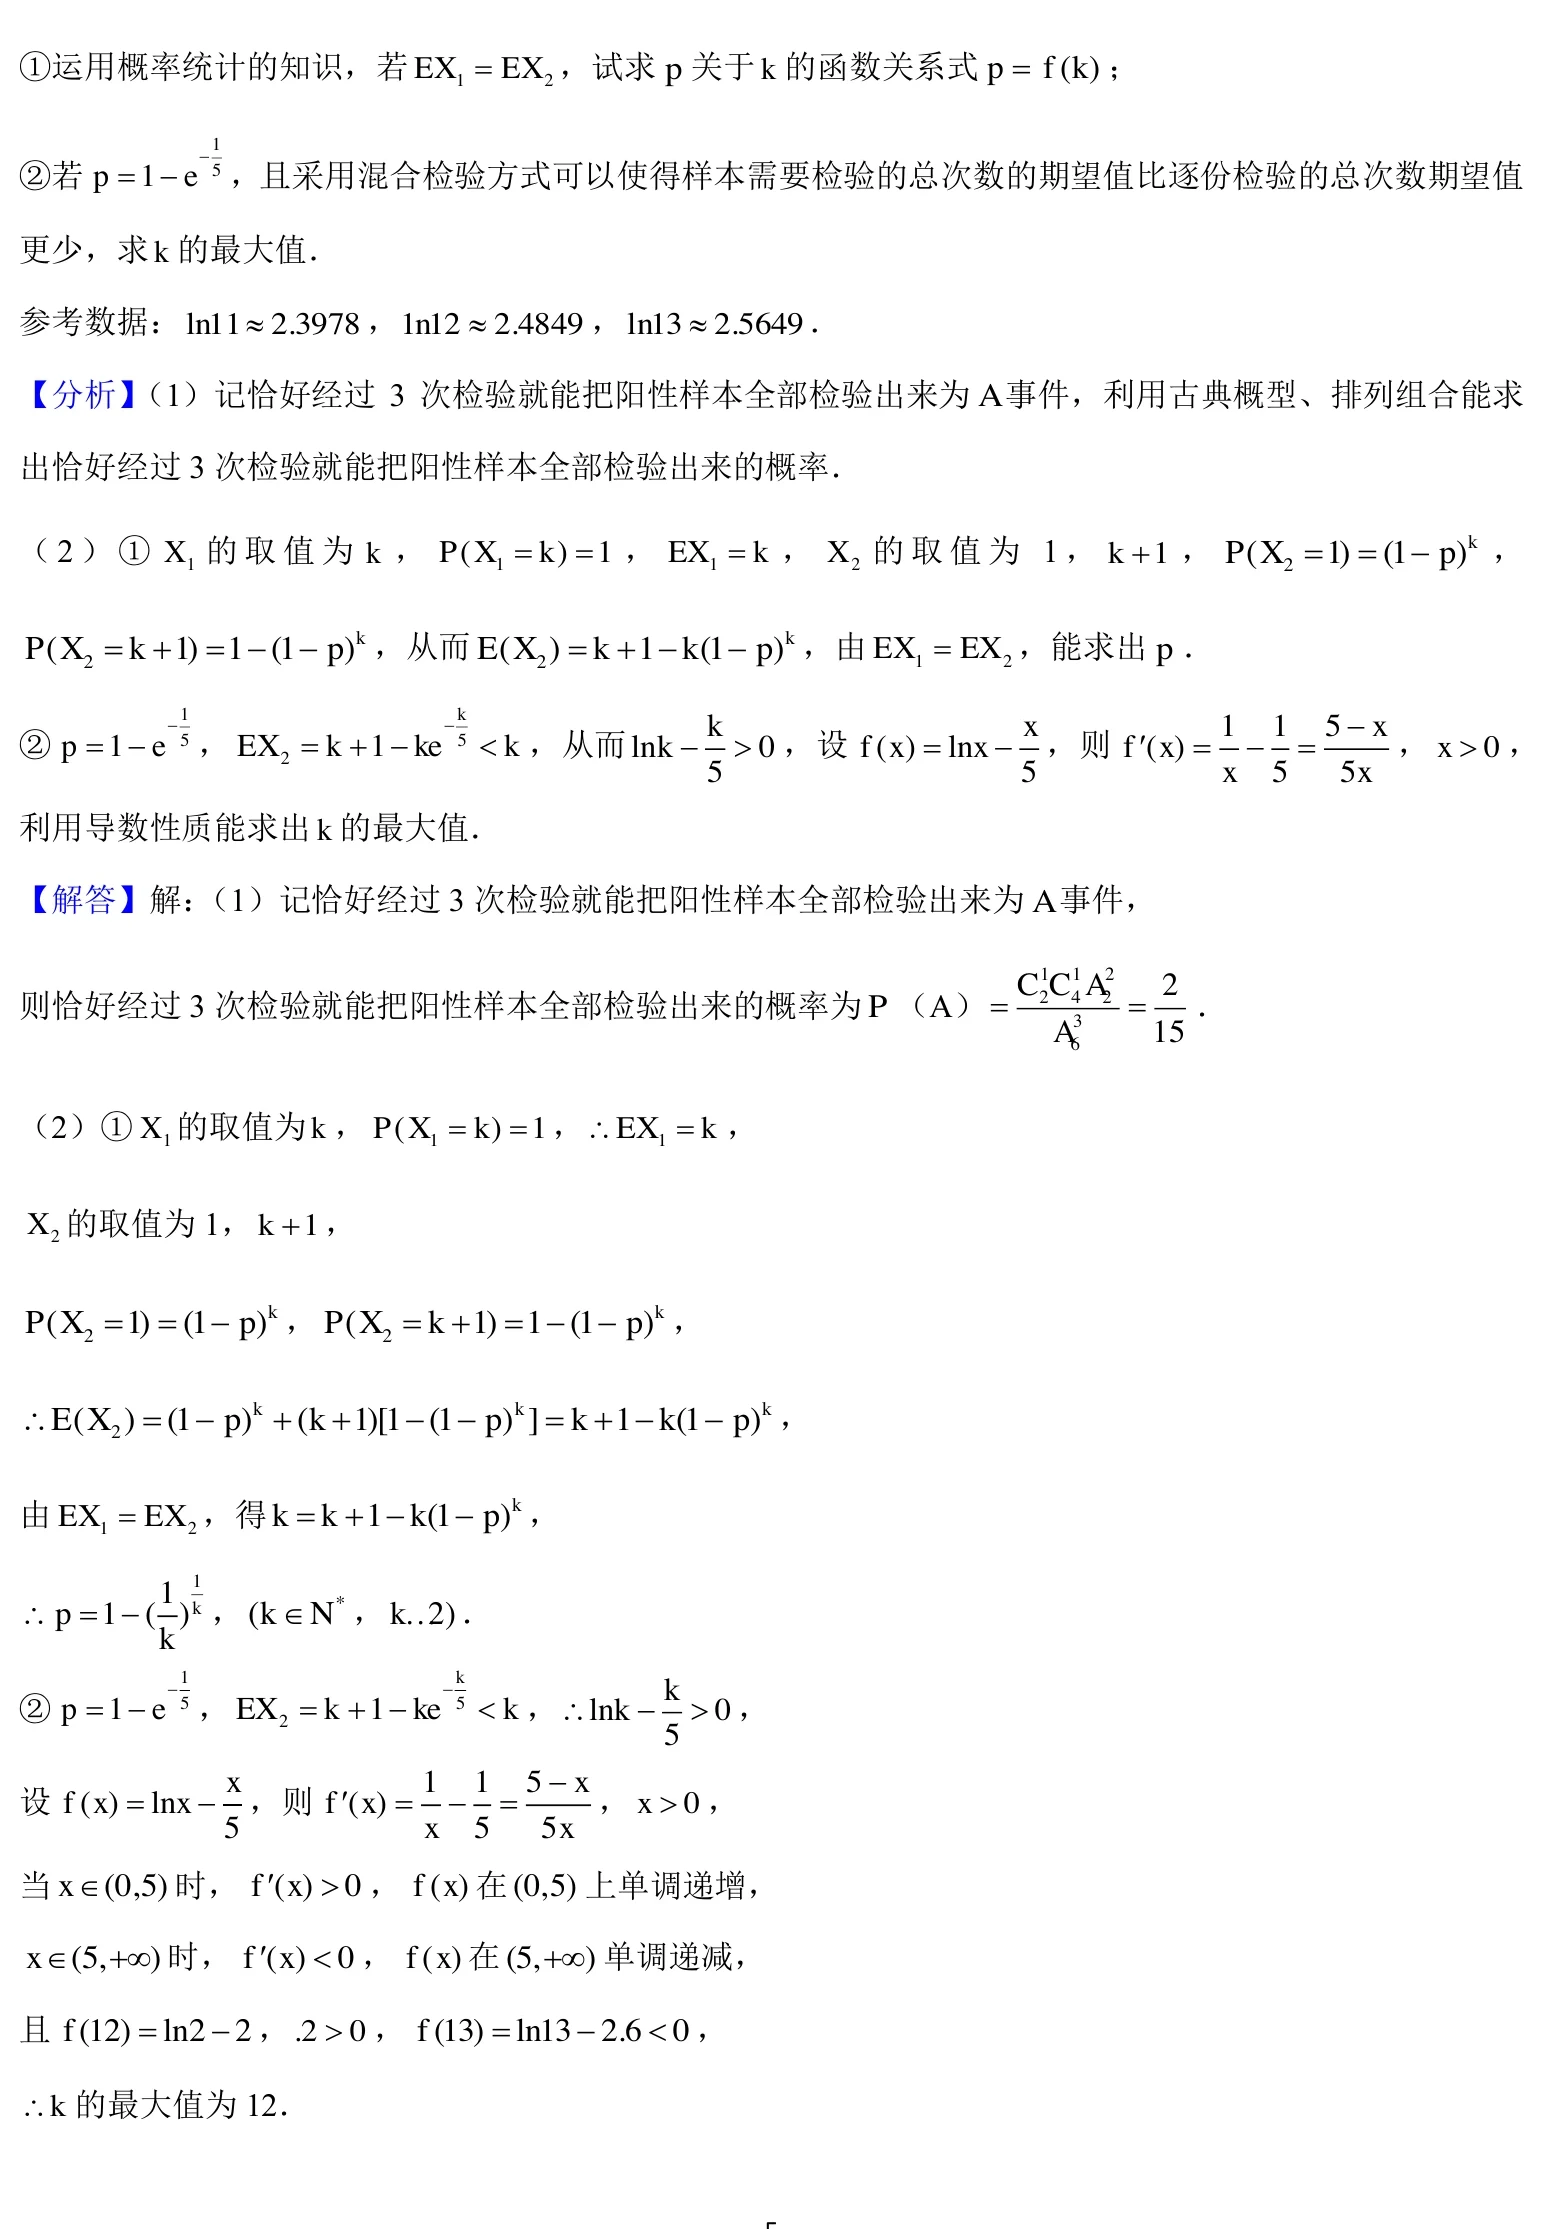 ①运用概率统计的知识，若 EX₁ = EX₂，试求 p 关于 k 的函数关系式 p = f(k)；
②若 p = 1 − e^{−1/5}，且采用混合检验方式可以使得样本需要检验的总次数的期望值比逐份检验的总次数期望值
更少，求 k 的最大值．
参考数据：ln11 ≈ 2.3978，1n12 ≈ 2.4849，ln13 ≈ 2.5649．
【分析】（1）记恰好经过 3 次检验就能把阳性样本全部检验出来为 A 事件，利用古典概型、排列组合能求
出恰好经过 3 次检验就能把阳性样本全部检验出来的概率．
（2）① X₁ 的取值为 k，P(X₁ = k) = 1，EX₁ = k，X₂ 的取值为 1，k + 1，P(X₂ = 1) = (1 − p)^k，
P(X₂ = k + 1) = 1 − (1 − p)^k，从而 E(X₂) = k + 1 − k(1 − p)^k，由 EX₁ = EX₂，能求出 p．
② p = 1 − e^{−1/5}，EX₂ = k + 1 − ke^{−k/5} < k，从而 lnk − k/5 > 0，设 f(x) = lnx − x/5，则 f′(x) = 1/x − 1/5 = (5 − x)/(5x)，x > 0，
利用导数性质能求出 k 的最大值．
【解答】解：（1）记恰好经过 3 次检验就能把阳性样本全部检验出来为 A 事件，
则恰好经过 3 次检验就能把阳性样本全部检验出来的概率为 P （A） = (C_2^1 C_4^1 A_2^2)/(A_6^3) = 2/15．
（2）① X₁ 的取值为 k，P(X₁ = k) = 1，∴ EX₁ = k，
X₂ 的取值为 1，k + 1，
P(X₂ = 1) = (1 − p)^k，P(X₂ = k + 1) = 1 − (1 − p)^k，
∴ E(X₂) = (1 − p)^k + (k + 1)[1 − (1 − p)^k] = k + 1 − k(1 − p)^k，
由 EX₁ = EX₂，得 k = k + 1 − k(1 − p)^k，
∴ p = 1 − (1/k)^{1/k}，(k ∈ N*，k‥2)．
② p = 1 − e^{−1/5}，EX₂ = k + 1 − ke^{−k/5} < k，∴ lnk − k/5 > 0，
设 f(x) = lnx − x/5，则 f′(x) = 1/x − 1/5 = (5 − x)/(5x)，x > 0，
当 x ∈ (0,5) 时，f′(x) > 0，f(x) 在 (0,5) 上单调递增，
x ∈ (5,+∞) 时，f′(x) < 0，f(x) 在 (5,+∞) 单调递减，
且 f(12) = ln2 − 2，.2 > 0，f(13) = ln13 − 2.6 < 0，
∴ k 的最大值为 12．